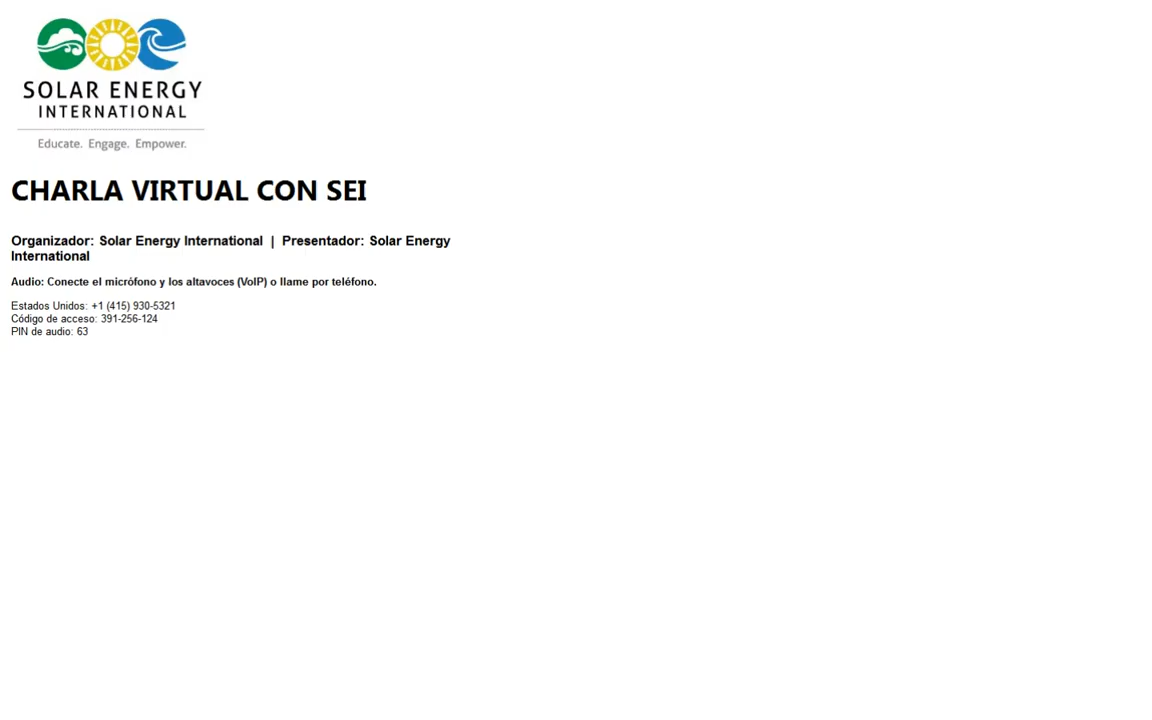 SOLAR ENERGY
INTERNATIONAL
Educate. Engage. Empower.
CHARLA VIRTUAL CON SEI
Organizador: Solar Energy International | Presentador: Solar Energy
International
Audio: Conecte el micrófono y los altavoces (VoIP) o llame por teléfono.
Estados Unidos: +1 (415) 930-5321
Código de acceso: 391-256-124
PIN de audio: 63